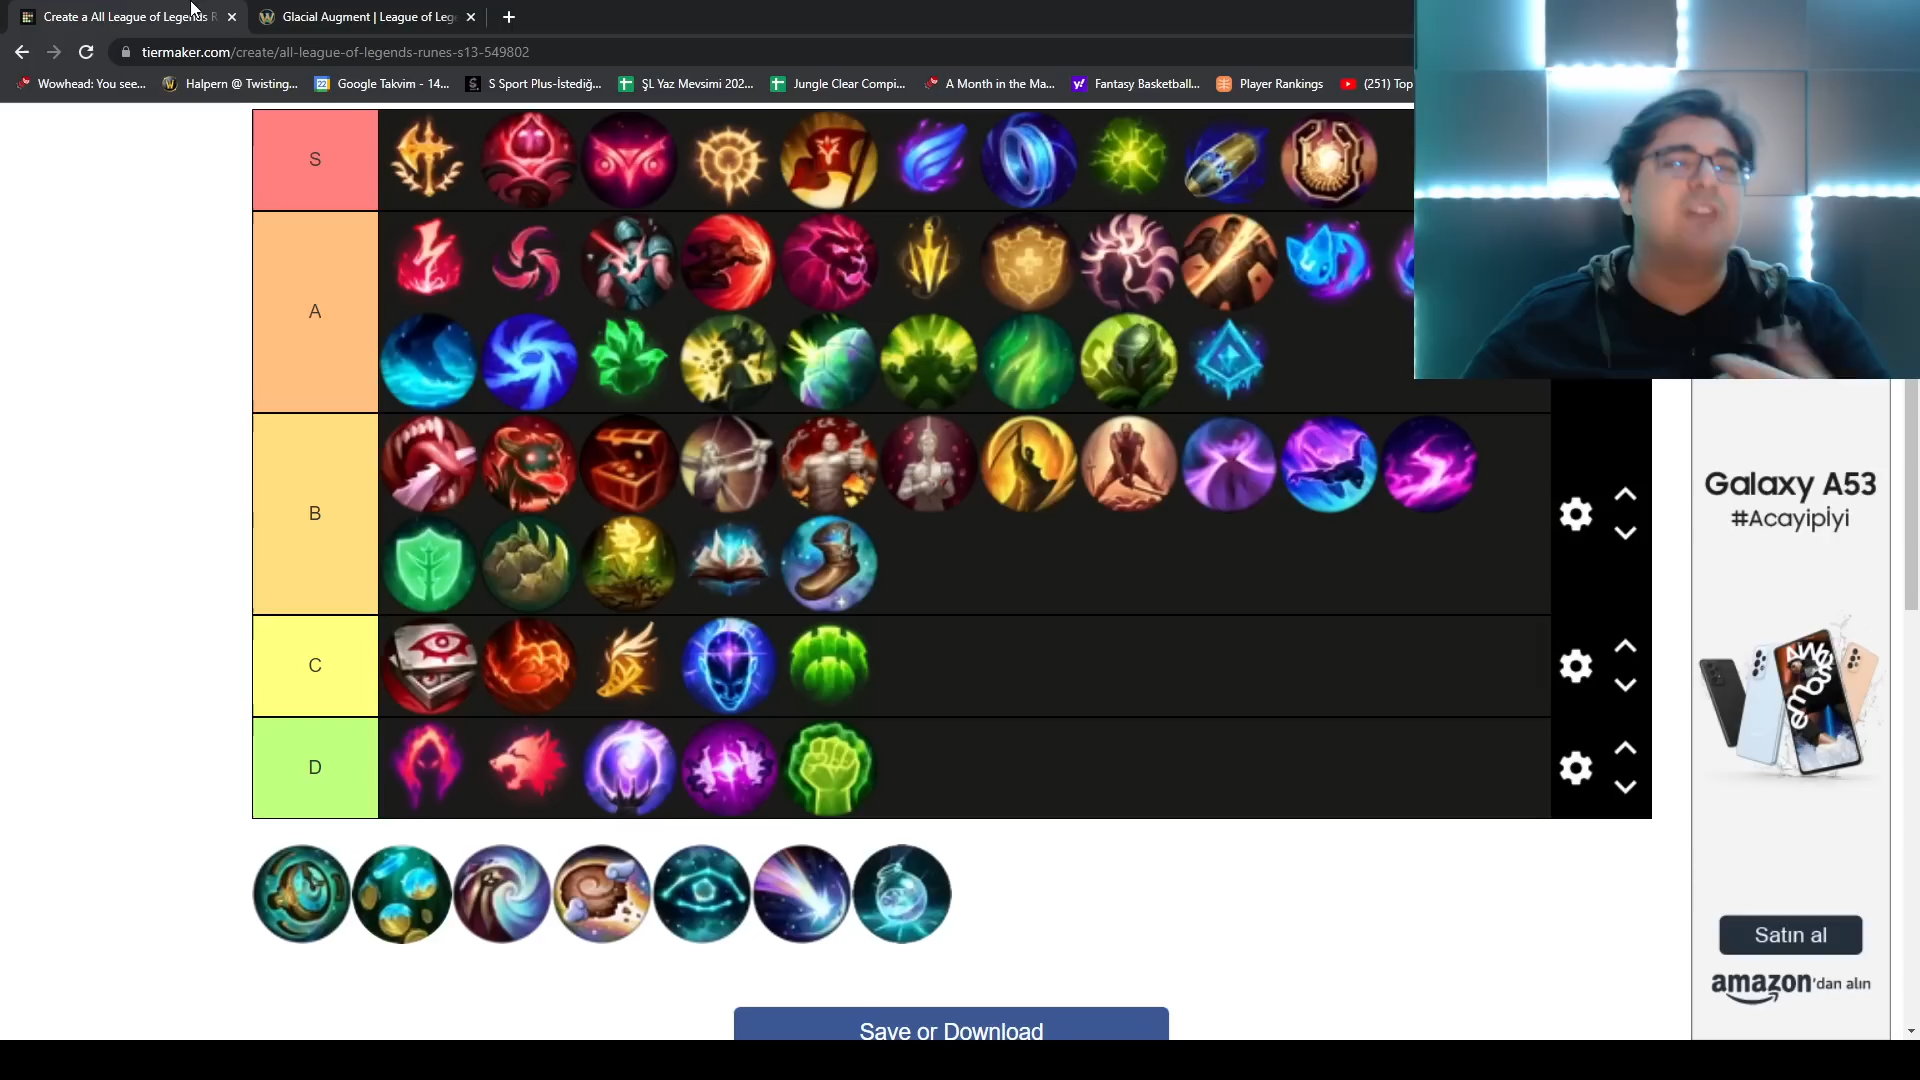 Create a All League of Legends R
Glacial Augment | League of Leg
tiermaker.com/create/all-league-of-legends-runes-s13-549802
Wowhead: You see...
Halpern @ Twisting...
Google Takvim - 14...
S Sport Plus-İstediğ...
ŞL Yaz Mevsimi 202...
Jungle Clear Compi...
A Month in the Ma...
Fantasy Basketball...
Player Rankings
(251) Top
S
A
B
C
D
Galaxy A53
#Acayipİyi
Awesome
Satın al
amazon'dan alın
Save or Download